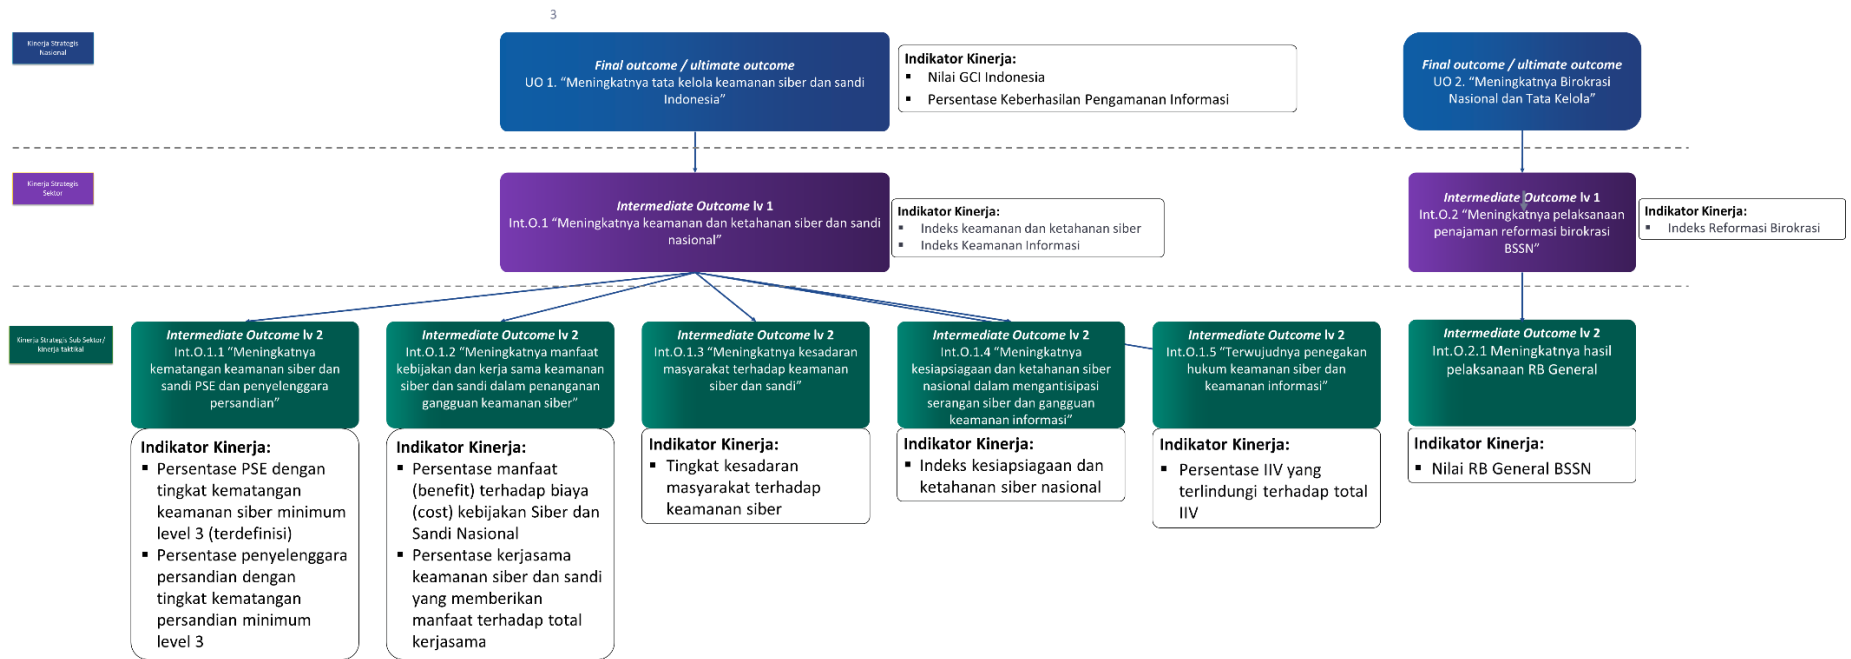 3
Kinerja Strategis
Nasional
Final outcome / ultimate outcome
UO 1. “Meningkatnya tata kelola keamanan siber dan sandi
Indonesia”
Indikator Kinerja:
▪ Nilai GCI Indonesia
▪ Persentase Keberhasilan Pengamanan Informasi
Final outcome / ultimate outcome
UO 2. “Meningkatnya Birokrasi
Nasional dan Tata Kelola”
Kinerja Strategis
Sektor
Intermediate Outcome lv 1
Int.O.1 “Meningkatnya keamanan dan ketahanan siber dan sandi
nasional”
Indikator Kinerja:
▪ Indeks keamanan dan ketahanan siber
▪ Indeks Keamanan Informasi
Intermediate Outcome lv 1
Int.O.2 “Meningkatnya pelaksanaan
penajaman reformasi birokrasi
BSSN”
Indikator Kinerja:
▪ Indeks Reformasi Birokrasi
Kinerja Strategis Sub Sektor/
kinerja taktikal
Intermediate Outcome lv 2
Int.O.1.1 “Meningkatnya
kematangan keamanan siber dan
sandi PSE dan penyelenggara
persandian”
Indikator Kinerja:
▪ Persentase PSE dengan
tingkat kematangan
keamanan siber minimum
level 3 (terdefinisi)
▪ Persentase penyelenggara
persandian dengan
tingkat kematangan
persandian minimum
level 3
Intermediate Outcome lv 2
Int.O.1.2 “Meningkatnya manfaat
kebijakan dan kerja sama keamanan
siber dan sandi dalam penanganan
gangguan keamanan siber”
Indikator Kinerja:
▪ Persentase manfaat
(benefit) terhadap biaya
(cost) kebijakan Siber dan
Sandi Nasional
▪ Persentase kerjasama
keamanan siber dan sandi
yang memberikan
manfaat terhadap total
kerjasama
Intermediate Outcome lv 2
Int.O.1.3 “Meningkatnya kesadaran
masyarakat terhadap keamanan
siber dan sandi”
Indikator Kinerja:
▪ Tingkat kesadaran
masyarakat terhadap
keamanan siber
Intermediate Outcome lv 2
Int.O.1.4 “Meningkatnya
kesiapsiagaan dan ketahanan siber
nasional dalam mengantisipasi
serangan siber dan gangguan
keamanan informasi”
Indikator Kinerja:
▪ Indeks kesiapsiagaan dan
ketahanan siber nasional
Intermediate Outcome lv 2
Int.O.1.5 “Terwujudnya penegakan
hukum keamanan siber dan
keamanan informasi”
Indikator Kinerja:
▪ Persentase IIV yang
terlindungi terhadap total
IIV
Intermediate Outcome lv 2
Int.O.2.1 Meningkatnya hasil
pelaksanaan RB General
Indikator Kinerja:
▪ Nilai RB General BSSN